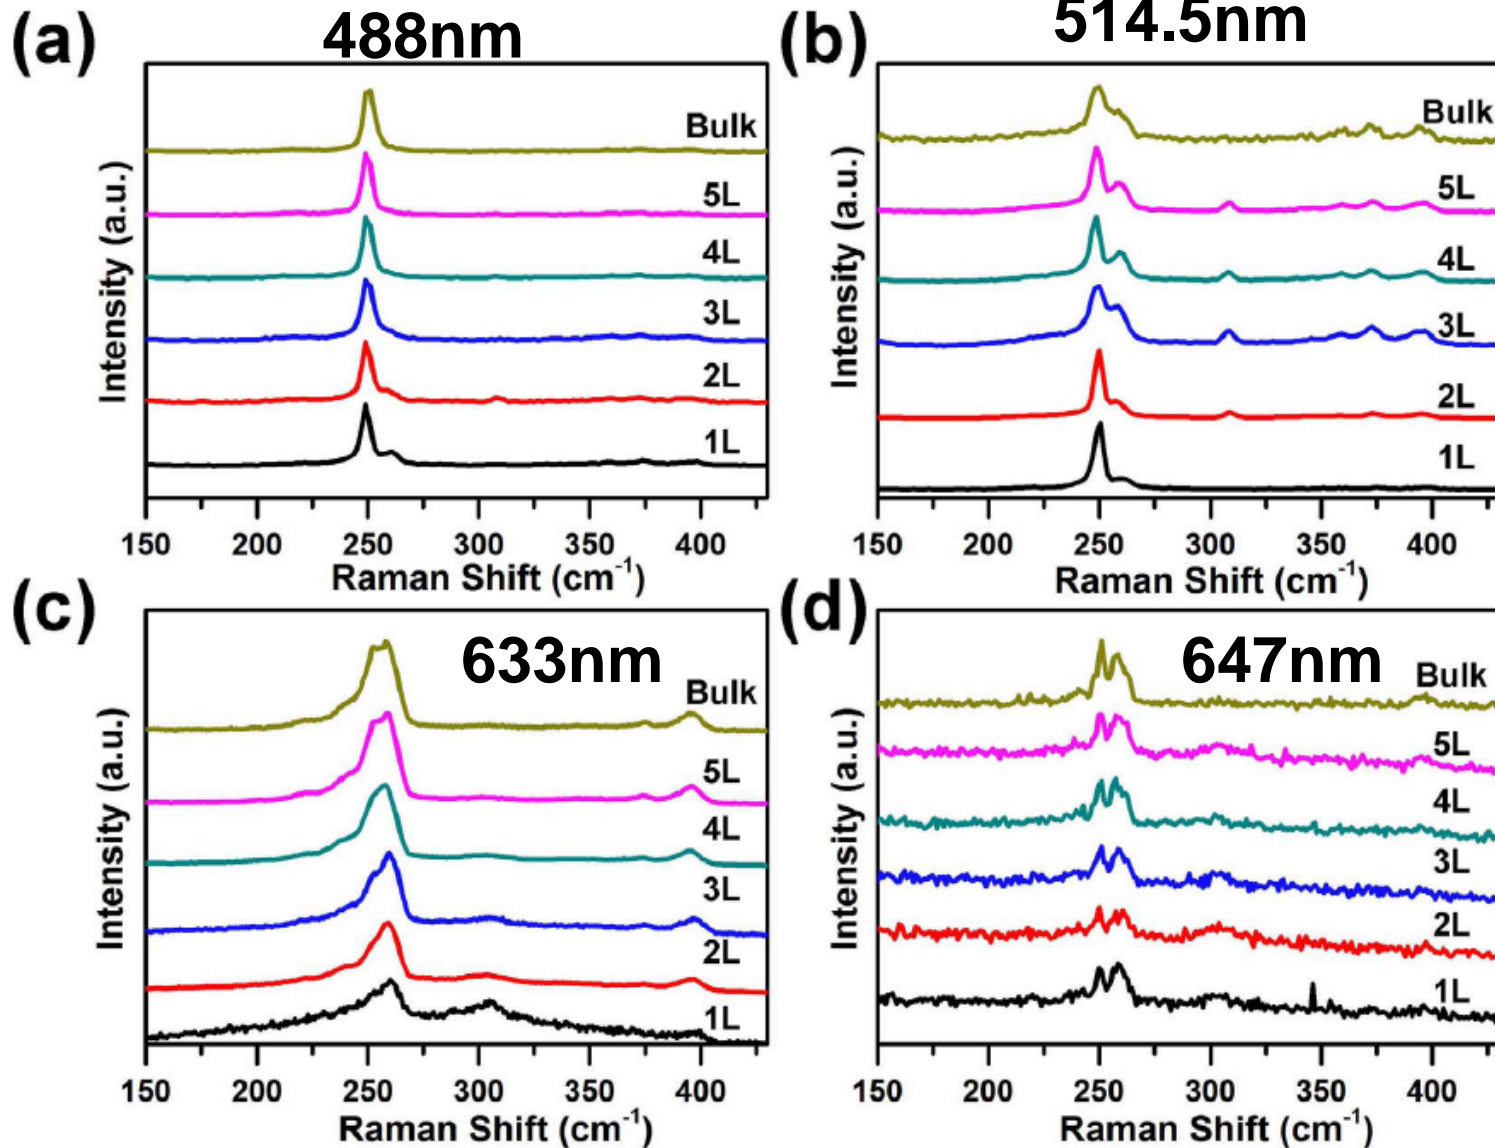 (a)
488nm
Bulk
5L
4L
3L
2L
1L
Intensity (a.u.)
150 200 250 300 350 400
Raman Shift (cm⁻¹)
(b)
514.5nm
Bulk
5L
4L
3L
2L
1L
Intensity (a.u.)
150 200 250 300 350 400
Raman Shift (cm⁻¹)
(c)
633nm
Bulk
5L
4L
3L
2L
1L
Intensity (a.u.)
150 200 250 300 350 400
Raman Shift (cm⁻¹)
(d)
647nm
Bulk
5L
4L
3L
2L
1L
Intensity (a.u.)
150 200 250 300 350 400
Raman Shift (cm⁻¹)